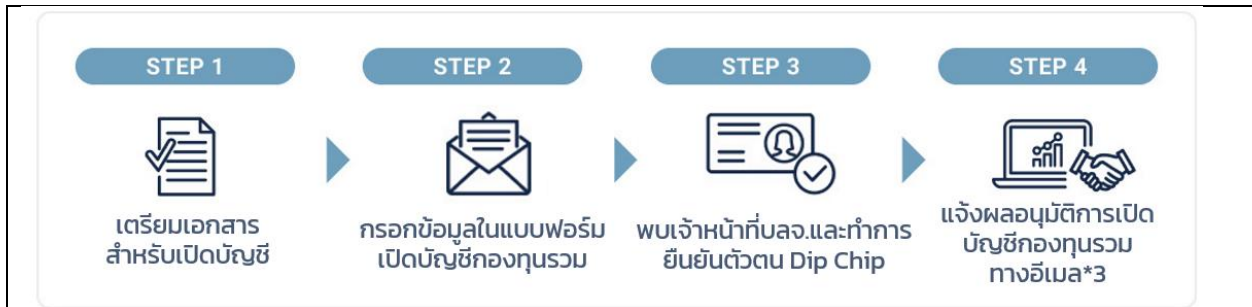 STEP 1
เตรียมเอกสาร
สำหรับเปิดบัญชี
STEP 2
กรอกข้อมูลในแบบฟอร์ม
เปิดบัญชีกองทุนรวม
STEP 3
พบเจ้าหน้าที่บลจ.และทำการ
ยืนยันตัวตน Dip Chip
STEP 4
แจ้งผลอนุมัติการเปิด
บัญชีกองทุนรวม
ทางอีเมล*3